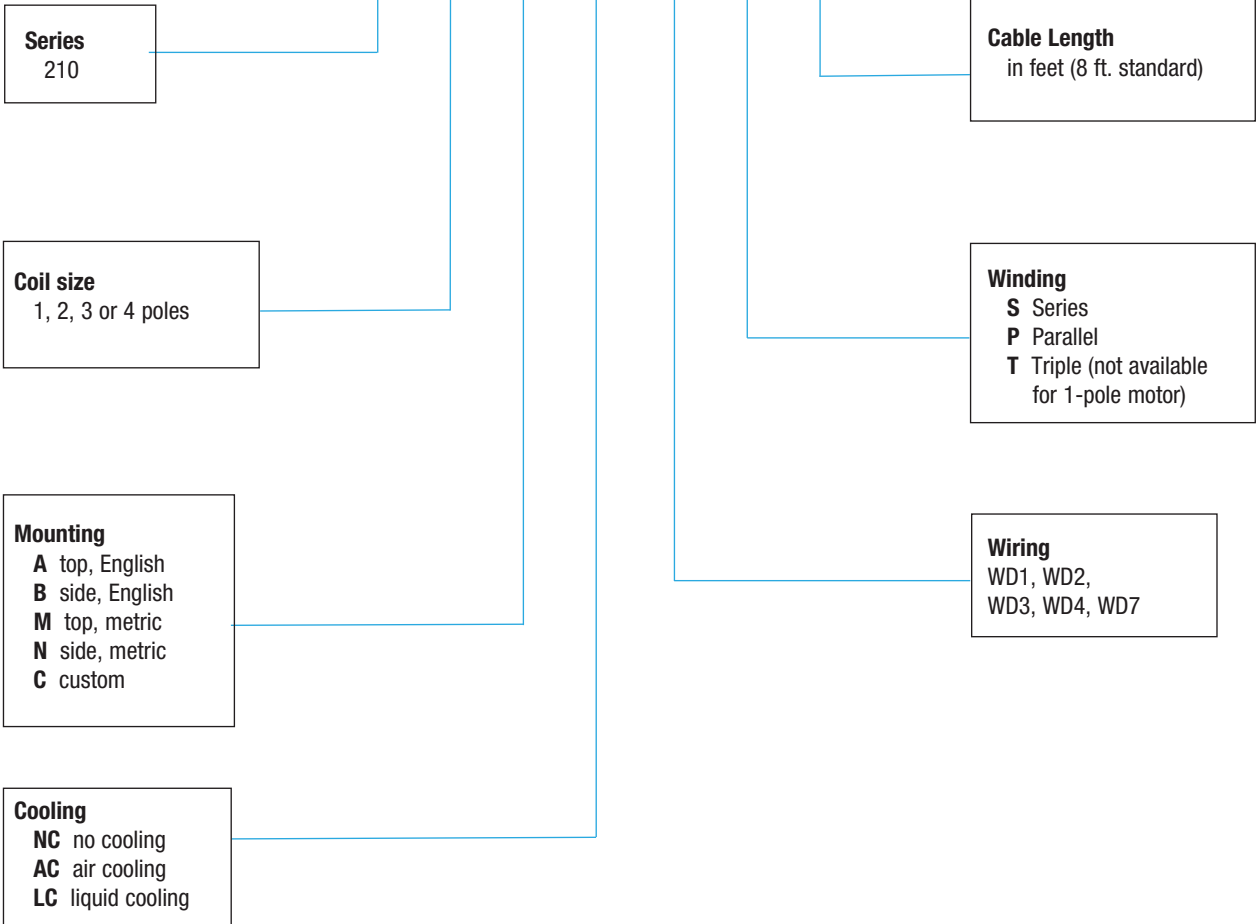 Series
210
Coil size
1, 2, 3 or 4 poles
Mounting
A top, English
B side, English
M top, metric
N side, metric
C custom
Cooling
NC no cooling
AC air cooling
LC liquid cooling
Cable Length
in feet (8 ft. standard)
Winding
S Series
P Parallel
T Triple (not available
for 1-pole motor)
Wiring
WD1, WD2,
WD3, WD4, WD7